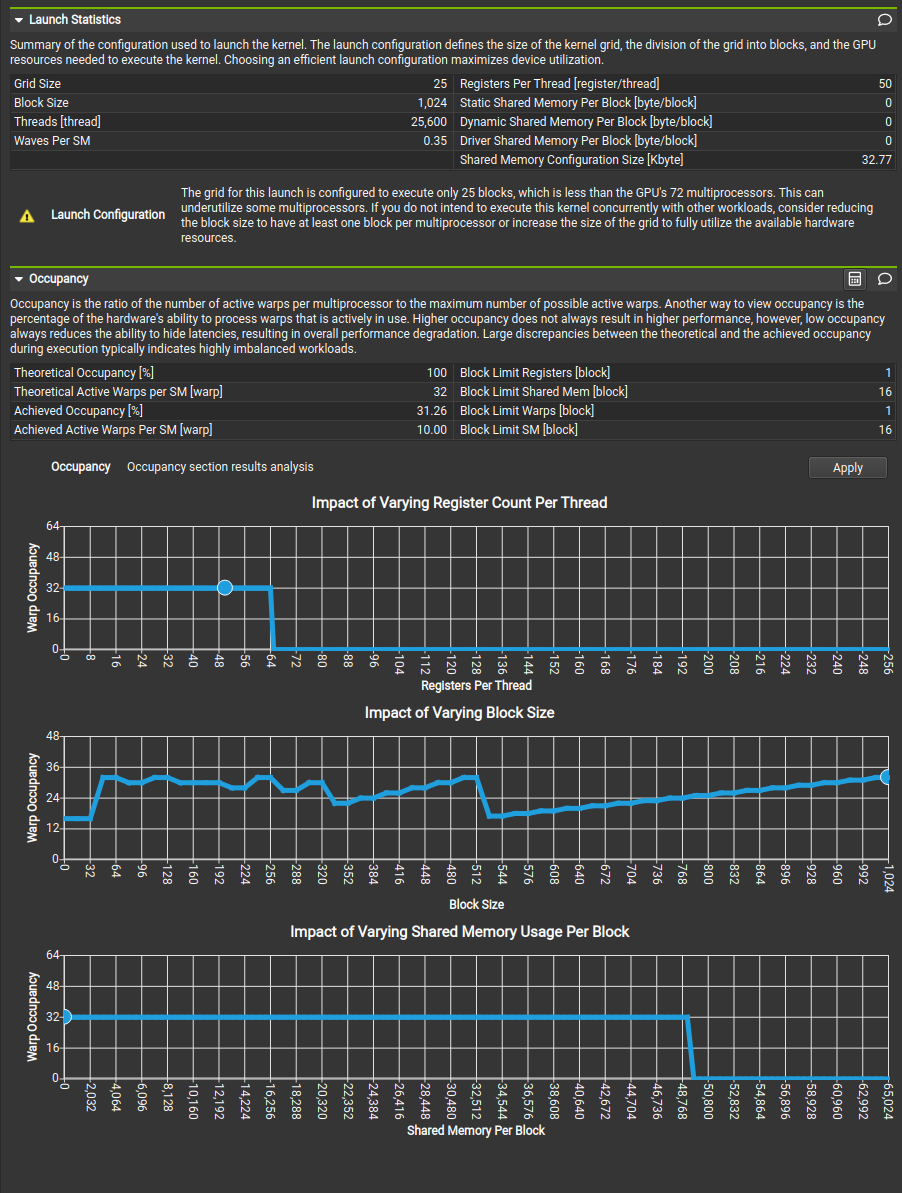 Launch Statistics
Summary of the configuration used to launch the kernel. The launch configuration defines the size of the kernel grid, the division of the grid into blocks, and the GPU
resources needed to execute the kernel. Choosing an efficient launch configuration maximizes device utilization.
Grid Size 25 Registers Per Thread [register/thread] 50
Block Size 1,024 Static Shared Memory Per Block [byte/block] 0
Threads [thread] 25,600 Dynamic Shared Memory Per Block [byte/block] 0
Waves Per SM 0.35 Driver Shared Memory Per Block [byte/block] 0
Shared Memory Configuration Size [Kbyte] 32.77
The grid for this launch is configured to execute only 25 blocks, which is less than the GPU's 72 multiprocessors. This can
underutilize some multiprocessors. If you do not intend to execute this kernel concurrently with other workloads, consider reducing
Launch Configuration
the block size to have at least one block per multiprocessor or increase the size of the grid to fully utilize the available hardware
resources.
Occupancy
Occupancy is the ratio of the number of active warps per multiprocessor to the maximum number of possible active warps. Another way to view occupancy is the
percentage of the hardware's ability to process warps that is actively in use. Higher occupancy does not always result in higher performance, however, low occupancy
always reduces the ability to hide latencies, resulting in overall performance degradation. Large discrepancies between the theoretical and the achieved occupancy
during execution typically indicates highly imbalanced workloads.
Theoretical Occupancy [%] 100 Block Limit Registers [block] 1
Theoretical Active Warps per SM [warp] 32 Block Limit Shared Mem [block] 16
Achieved Occupancy [%] 31.26 Block Limit Warps [block] 1
Achieved Active Warps Per SM [warp] 10.00 Block Limit SM [block] 16
Occupancy Occupancy section results analysis Apply
Impact of Varying Register Count Per Thread
Warp Occupancy
64
48
32
16
0
0 8 16 24 32 40 48 56 64 72 80 88 96 104 112 120 128 136 144 152 160 168 176 184 192 200 208 216 224 232 240 248 256
Registers Per Thread
Impact of Varying Block Size
Warp Occupancy
48
36
24
12
0
0 32 64 96 128 160 192 224 256 288 320 352 384 416 448 480 512 544 576 608 640 672 704 736 768 800 832 864 896 928 960 992 1,024
Block Size
Impact of Varying Shared Memory Usage Per Block
Warp Occupancy
64
48
32
16
0
0 2,032 4,064 6,096 8,128 10,160 12,192 14,224 16,256 18,288 20,320 22,352 24,384 26,416 28,448 30,480 32,512 34,544 36,576 38,608 40,640 42,672 44,704 46,736 48,768 50,800 52,832 54,864 56,896 58,928 60,960 62,992 65,024
Shared Memory Per Block